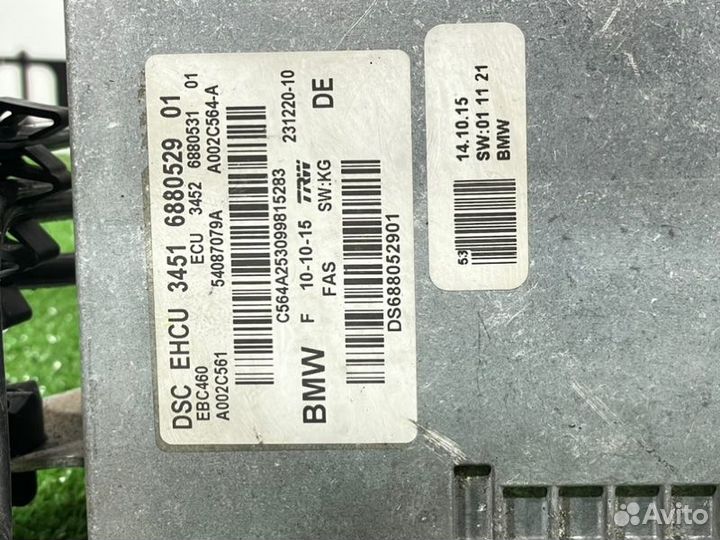 DSC EHCU 3451 6880529 01
EBC460 ECU 3452 6880531 01
A002C561 54087079A A002C564-A
C564A253099815283 231220-10
BMW F 10-10-15 TRW DE
FAS SW:KG
DS688052901
14.10.15
SW:01 11 21
BMW
53
Avito